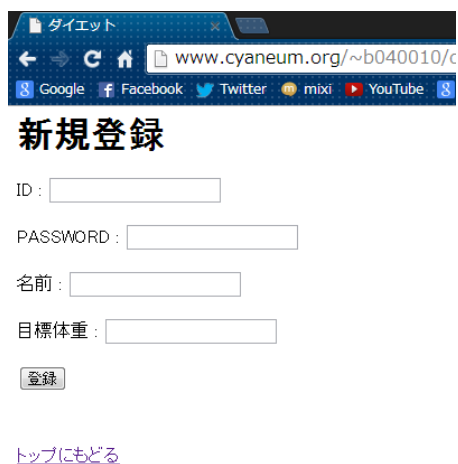 ダイエット
www.cyaneum.org/~b040010/
Google Facebook Twitter mixi YouTube
新規登録
ID :
PASSWORD :
名前 :
目標体重 :
登録
トップにもどる